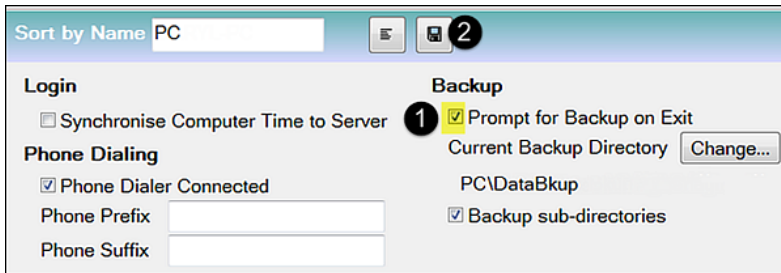 Sort by Name PC 2
Login
Synchronise Computer Time to Server
Phone Dialing
Phone Dialer Connected
Phone Prefix
Phone Suffix
Backup
1 Prompt for Backup on Exit
Current Backup Directory Change...
PC\DataBkup
Backup sub-directories